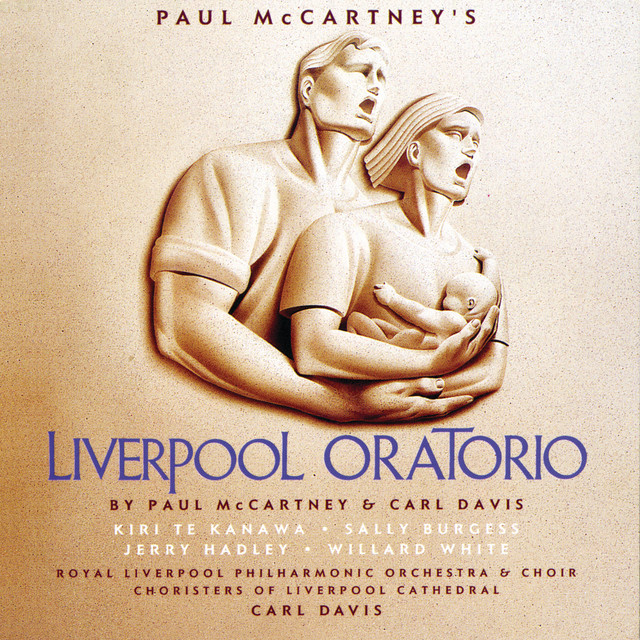 PAUL McCARTNEY'S
LIVERPOOL ORATORIO
BY PAUL McCARTNEY & CARL DAVIS
KIRI TE KANAWA • SALLY BURGESS
JERRY HADLEY • WILLARD WHITE
ROYAL LIVERPOOL PHILHARMONIC ORCHESTRA & CHOIR
CHORISTERS OF LIVERPOOL CATHEDRAL
CARL DAVIS